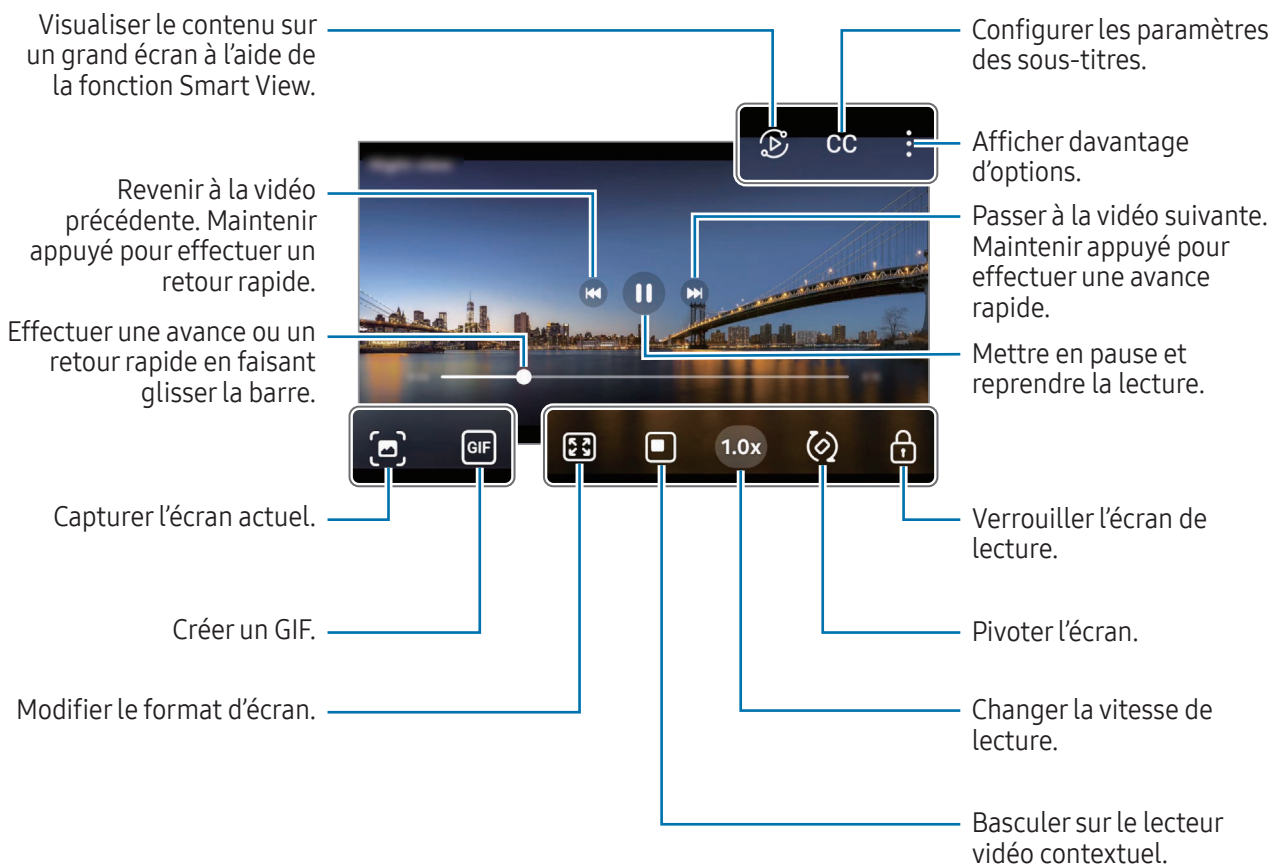 Visualiser le contenu sur
un grand écran à l'aide de
la fonction Smart View.
Configurer les paramètres
des sous-titres.
CC
Afficher davantage
d'options.
Revenir à la vidéo
précédente. Maintenir
appuyé pour effectuer un
retour rapide.
Passer à la vidéo suivante.
Maintenir appuyé pour
effectuer une avance
rapide.
Effectuer une avance ou un
retour rapide en faisant
glisser la barre.
Mettre en pause et
reprendre la lecture.
GIF
1.0x
Capturer l'écran actuel.
Verrouiller l'écran de
lecture.
Créer un GIF.
Pivoter l'écran.
Modifier le format d'écran.
Changer la vitesse de
lecture.
Basculer sur le lecteur
vidéo contextuel.